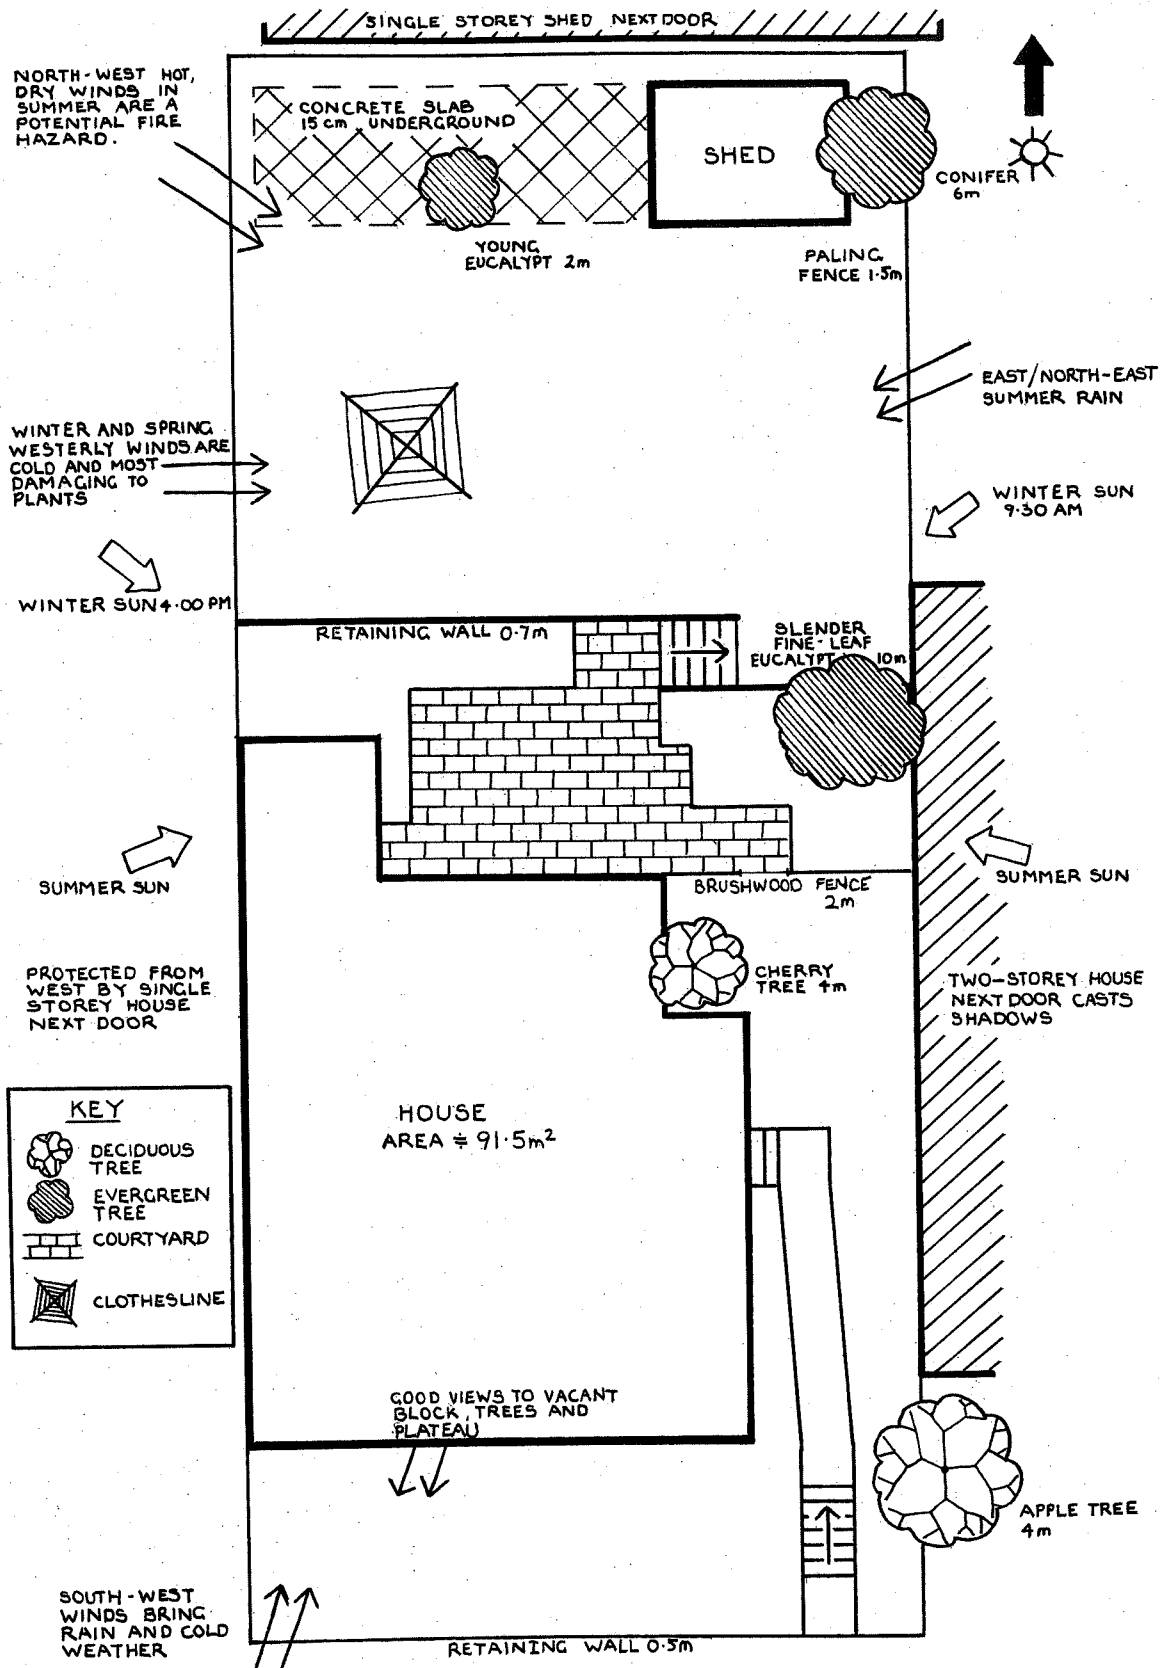 SINGLE STOREY SHED NEXT DOOR
NORTH-WEST HOT,
DRY WINDS IN
SUMMER ARE A
POTENTIAL FIRE
HAZARD.
CONCRETE SLAB
15 cm UNDERGROUND
SHED
CONIFER
6m
YOUNG
EUCALYPT 2m
PALING
FENCE 1·5m
EAST/NORTH-EAST
SUMMER RAIN
WINTER AND SPRING
WESTERLY WINDS ARE
COLD AND MOST
DAMAGING TO
PLANTS
WINTER SUN
9·30 AM
WINTER SUN 4·00 PM
RETAINING WALL 0·7m
SLENDER
FINE-LEAF
EUCALYPT 10m
SUMMER SUN
SUMMER SUN
BRUSHWOOD FENCE
2m
PROTECTED FROM
WEST BY SINGLE
STOREY HOUSE
NEXT DOOR
CHERRY
TREE 4m
TWO-STOREY HOUSE
NEXT DOOR CASTS
SHADOWS
KEY
DECIDUOUS
TREE
EVERGREEN
TREE
COURTYARD
CLOTHESLINE
HOUSE
AREA ≑ 91·5m²
GOOD VIEWS TO VACANT
BLOCK, TREES AND
PLATEAU
APPLE TREE
4m
SOUTH-WEST
WINDS BRING
RAIN AND COLD
WEATHER
RETAINING WALL 0·5m